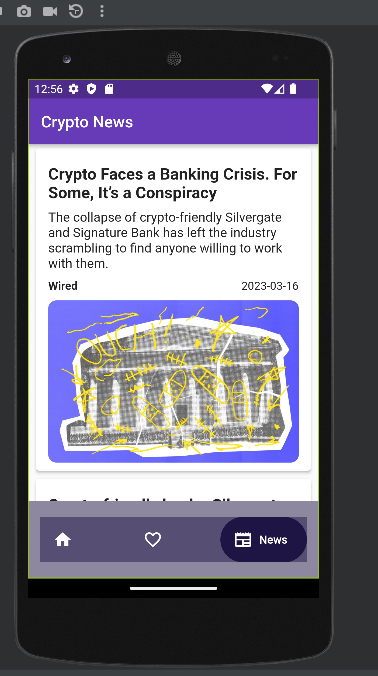 12:56
Crypto News
Crypto Faces a Banking Crisis. For
Some, It's a Conspiracy
The collapse of crypto-friendly Silvergate
and Signature Bank has left the industry
scrambling to find anyone willing to work
with them.
Wired 2023-03-16
OUCH!
News